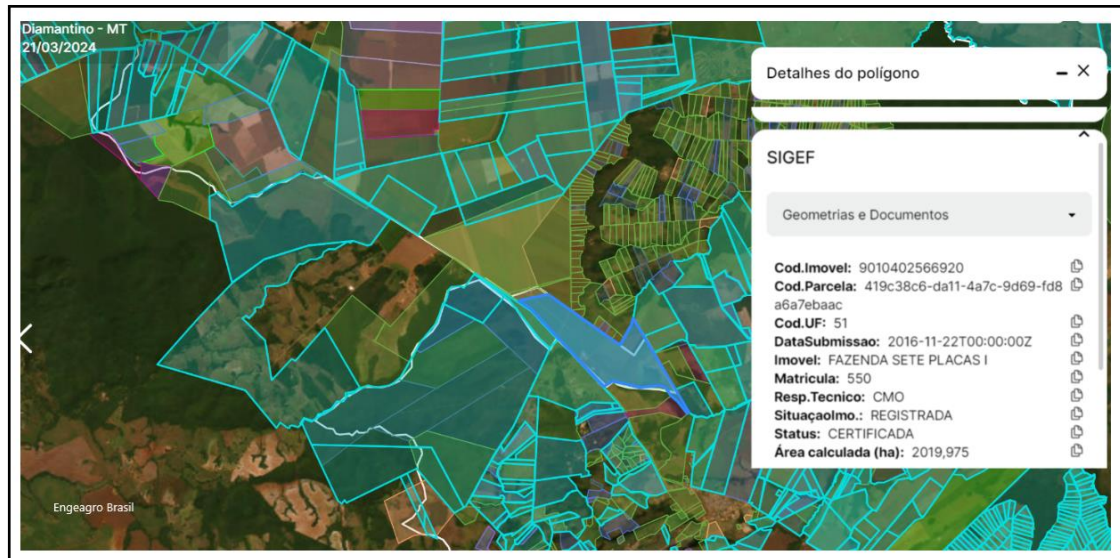 Diamantino - MT
21/03/2024
Detalhes do polígono
SIGEF
Geometrias e Documentos
Cod.Imovel: 9010402566920
Cod.Parcela: 419c38c6-da11-4a7c-9d69-fd8
a6a7ebaac
Cod.UF: 51
DataSubmissao: 2016-11-22T00:00:00Z
Imovel: FAZENDA SETE PLACAS I
Matricula: 550
Resp.Tecnico: CMO
SituaçaoImo.: REGISTRADA
Status: CERTIFICADA
Área calculada (ha): 2019,975
Engeagro Brasil